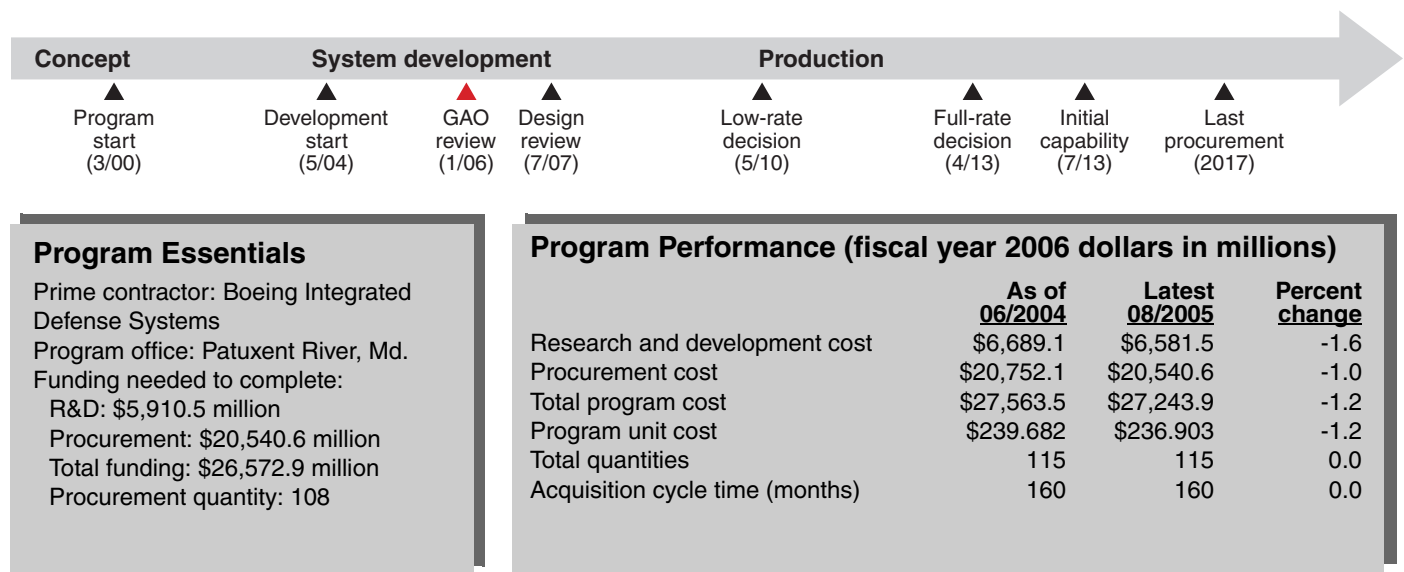 Concept System development Production
Program start (3/00)
Development start (5/04)
GAO review (1/06)
Design review (7/07)
Low-rate decision (5/10)
Full-rate decision (4/13)
Initial capability (7/13)
Last procurement (2017)
Program Essentials
Prime contractor: Boeing Integrated
Defense Systems
Program office: Patuxent River, Md.
Funding needed to complete:
R&D: $5,910.5 million
Procurement: $20,540.6 million
Total funding: $26,572.9 million
Procurement quantity: 108
Program Performance (fiscal year 2006 dollars in millions)
As of 06/2004 Latest 08/2005 Percent change
Research and development cost $6,689.1 $6,581.5 -1.6
Procurement cost $20,752.1 $20,540.6 -1.0
Total program cost $27,563.5 $27,243.9 -1.2
Program unit cost $239.682 $236.903 -1.2
Total quantities 115 115 0.0
Acquisition cycle time (months) 160 160 0.0